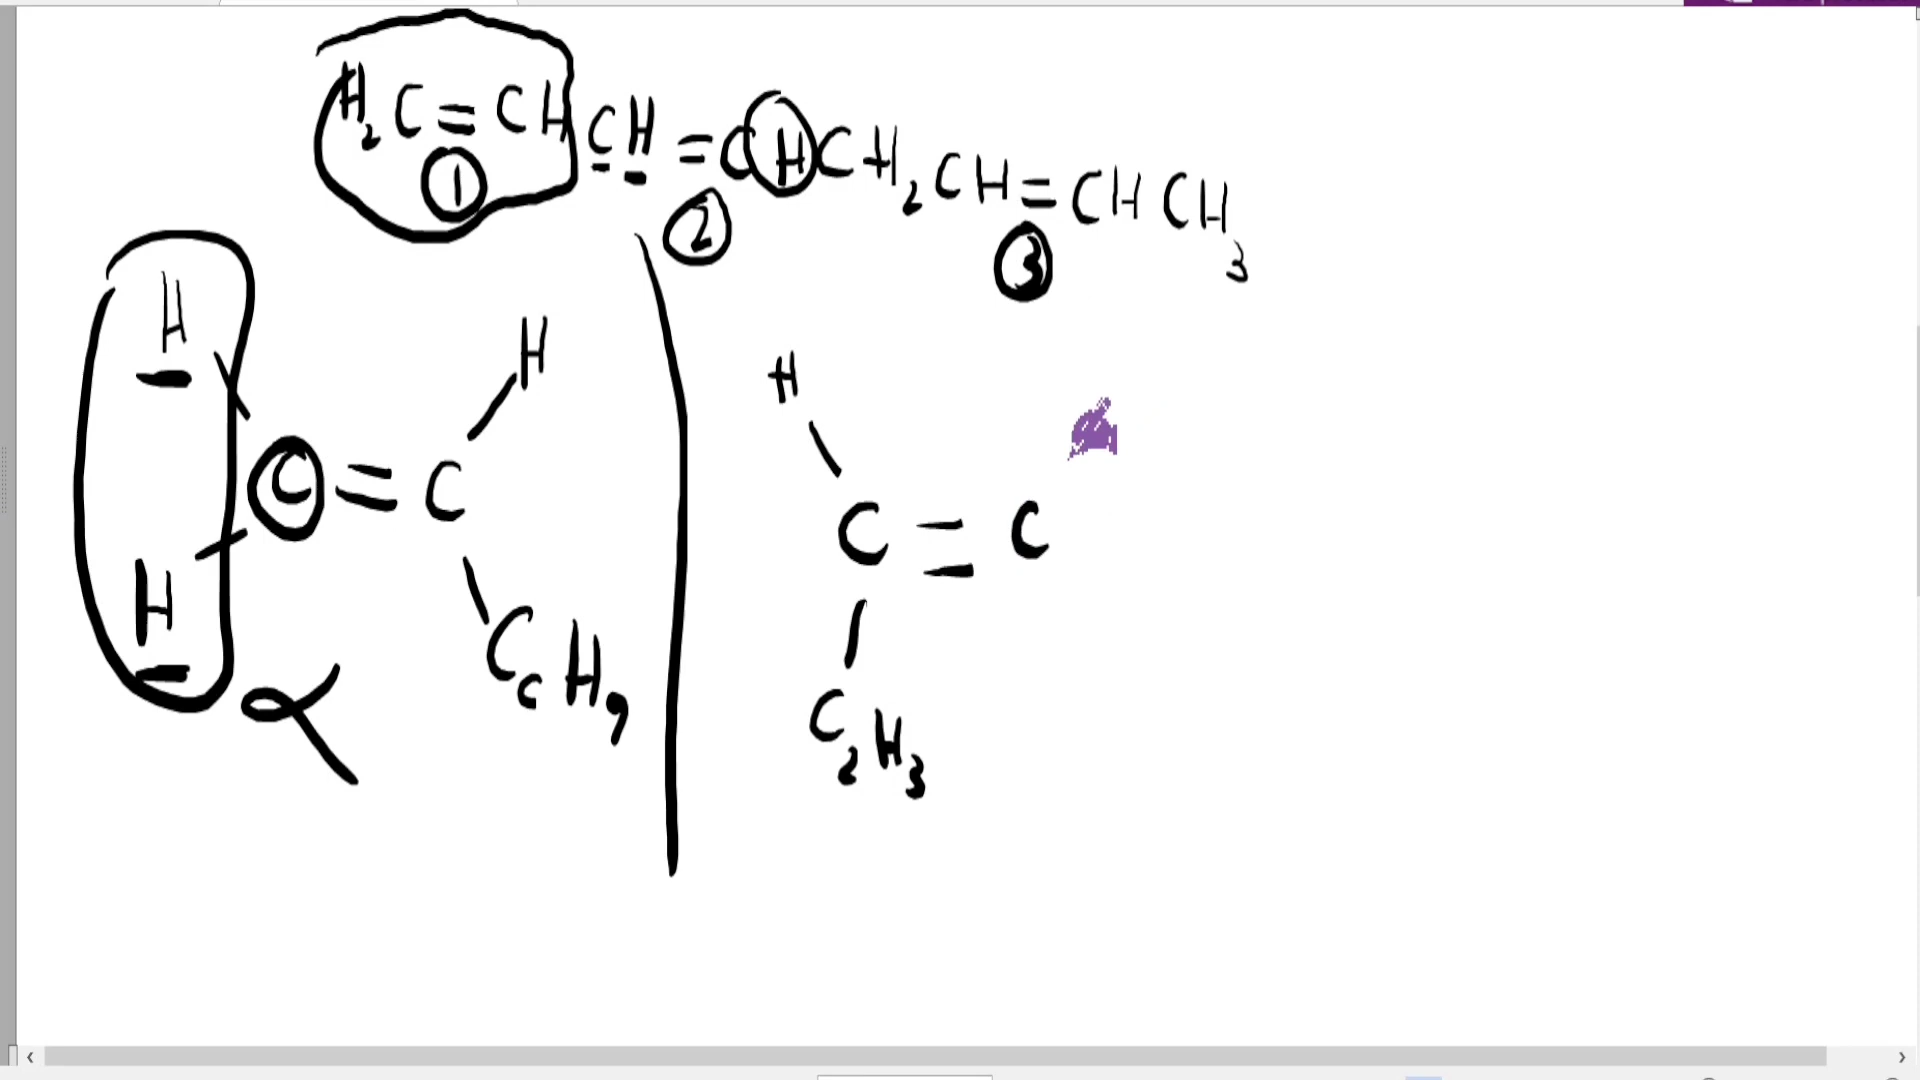 H₂C=CHCH=CHCH₂CH=CHCH₃
1 2 3
H H
C=C
H C₆H₉
H
C=C
C₂H₃